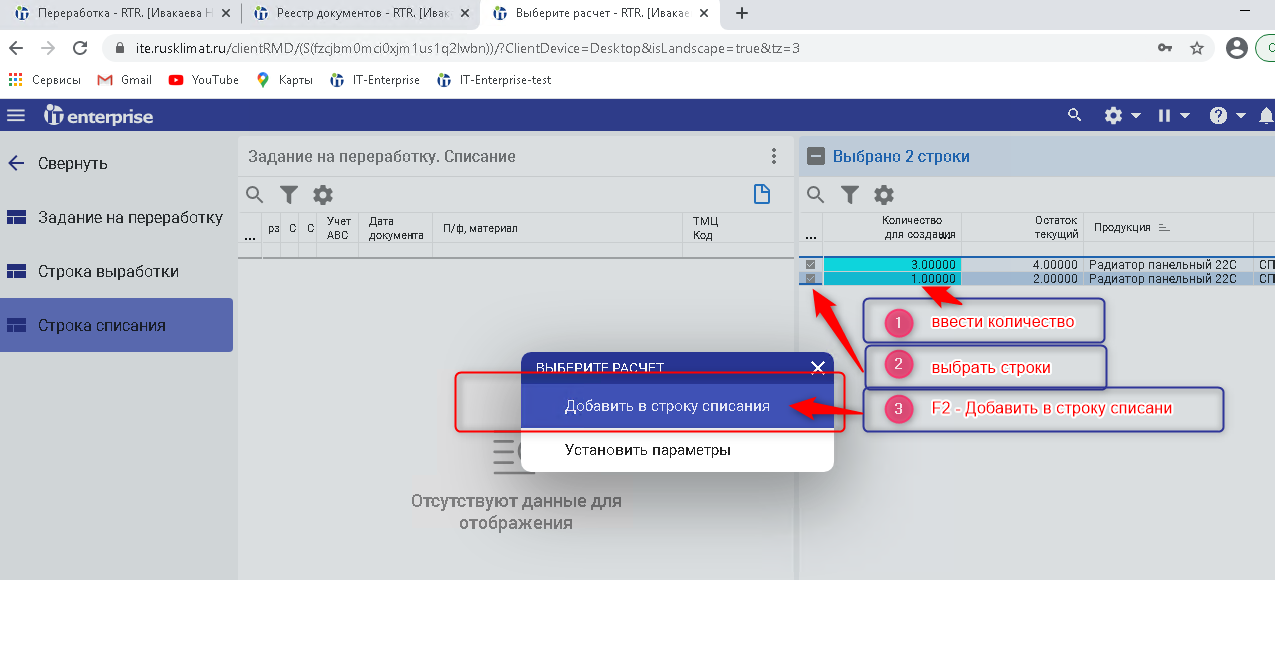 Переработка - RTR. [Ивакаева Н
Реестр документов - RTR. [Ивак
Выберите расчет - RTR. [Ивакае
ite.rusklimat.ru/clientRMD/(S(fzcjbm0mci0xjm1us1q2lwbn))/?ClientDevice=Desktop&isLandscape=true&tz=3
Сервисы
Gmail
YouTube
Карты
IT-Enterprise
IT-Enterprise-test
it enterprise
Свернуть
Задание на переработку
Строка выработки
Строка списания
Задание на переработку. Списание
...
рз
С
С
Учет
АВС
Дата
документа
П/ф, материал
ТМЦ
Код
Отсутствуют данные для
отображения
Выбрано 2 строки
...
Количество
для создания
Остаток
текущий
Продукция
3.00000 4.00000 Радиатор панельный 22С СП
1.00000 2.00000 Радиатор панельный 22С СП
ВЫБЕРИТЕ РАСЧЕТ
Добавить в строку списания
Установить параметры
1 ввести количество
2 выбрать строки
3 F2 - Добавить в строку списани